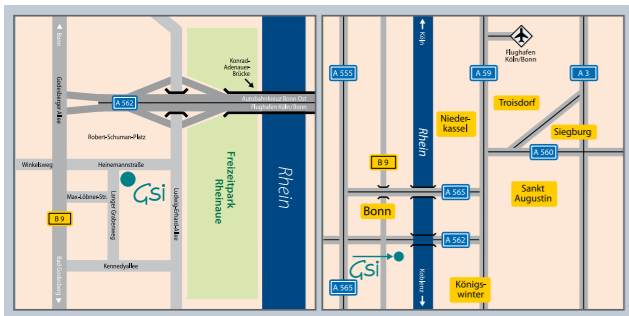 Bonn
Godesberger Allee
A 562
Konrad-
Adenauer-
Brücke
Autobahnkreuz Bonn Ost
Flughafen Köln/Bonn
Robert-Schuman-Platz
Winkelsweg
Heinemannstraße
Gsi
Max-Löbner-Str.
Langer Grabenweg
Ludwig-Erhard-Allee
Freizeitpark
Rheinaue
Rhein
B 9
Kennedyallee
Bad-Godesberg
Köln
Flughafen
Köln/Bonn
A 555
A 59
A 3
Troisdorf
Nieder-
kassel
Siegburg
Rhein
A 560
B 9
Sankt
Augustin
A 565
Bonn
A 562
Gsi
A 565
Koblenz
Königs-
winter